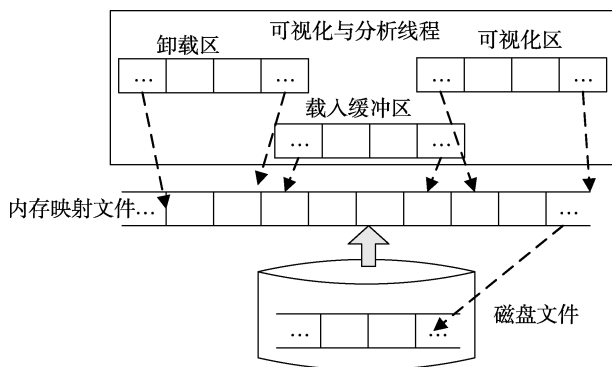 可视化与分析线程
卸载区
可视化区
... ...
... ...
载入缓冲区
... ...
内存映射文件 ... ...
磁盘文件
... ...